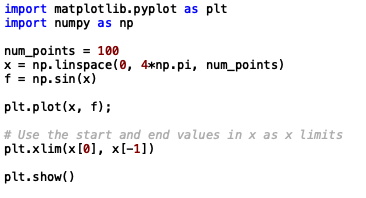 import matplotlib.pyplot as plt
import numpy as np
num_points = 100
x = np.linspace(0, 4*np.pi, num_points)
f = np.sin(x)
plt.plot(x, f);
# Use the start and end values in x as x limits
plt.xlim(x[0], x[-1])
plt.show()